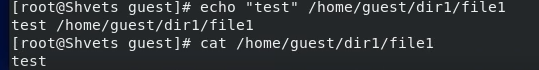 [root@Shvets guest]# echo "test" /home/guest/dir1/file1
test /home/guest/dir1/file1
[root@Shvets guest]# cat /home/guest/dir1/file1
test